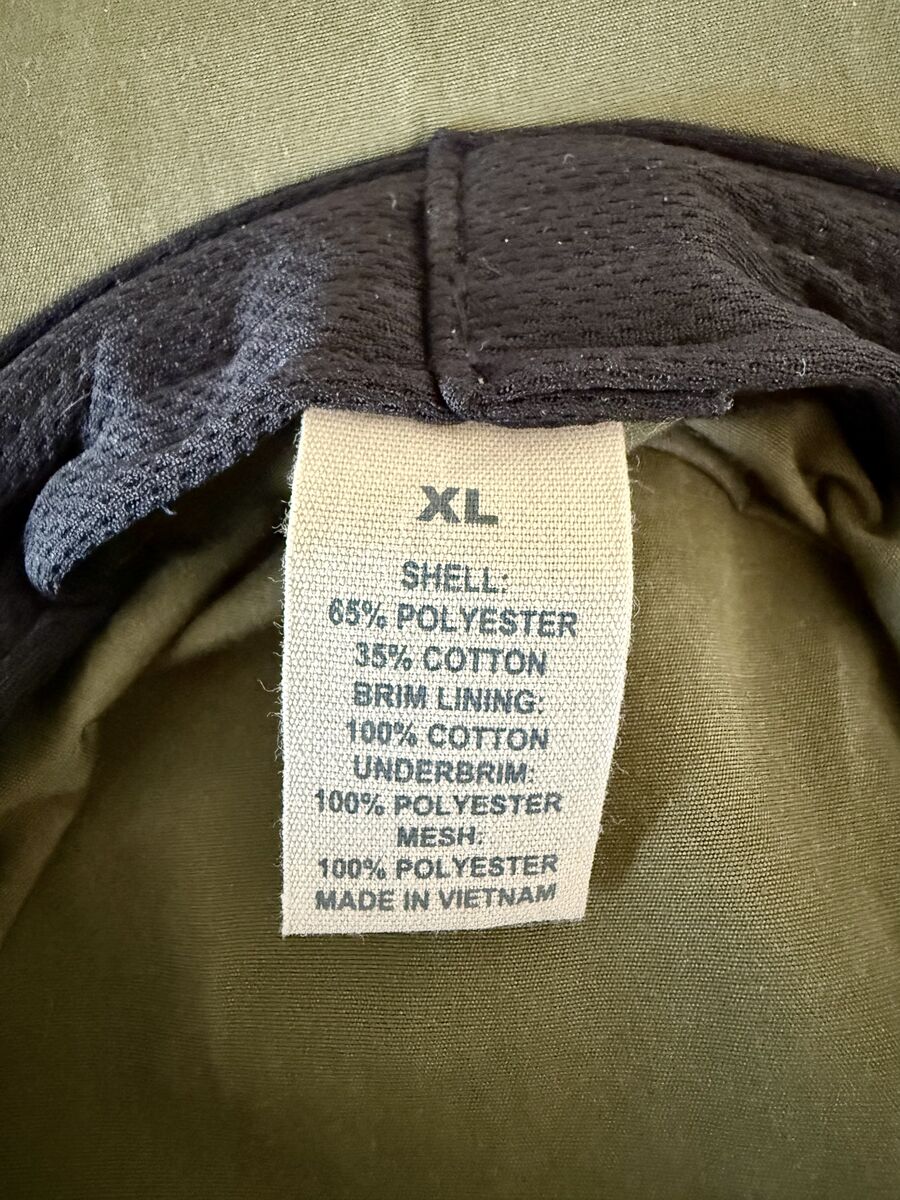 XL
SHELL:
65% POLYESTER
35% COTTON
BRIM LINING:
100% COTTON
UNDERBRIM:
100% POLYESTER
MESH:
100% POLYESTER
MADE IN VIETNAM